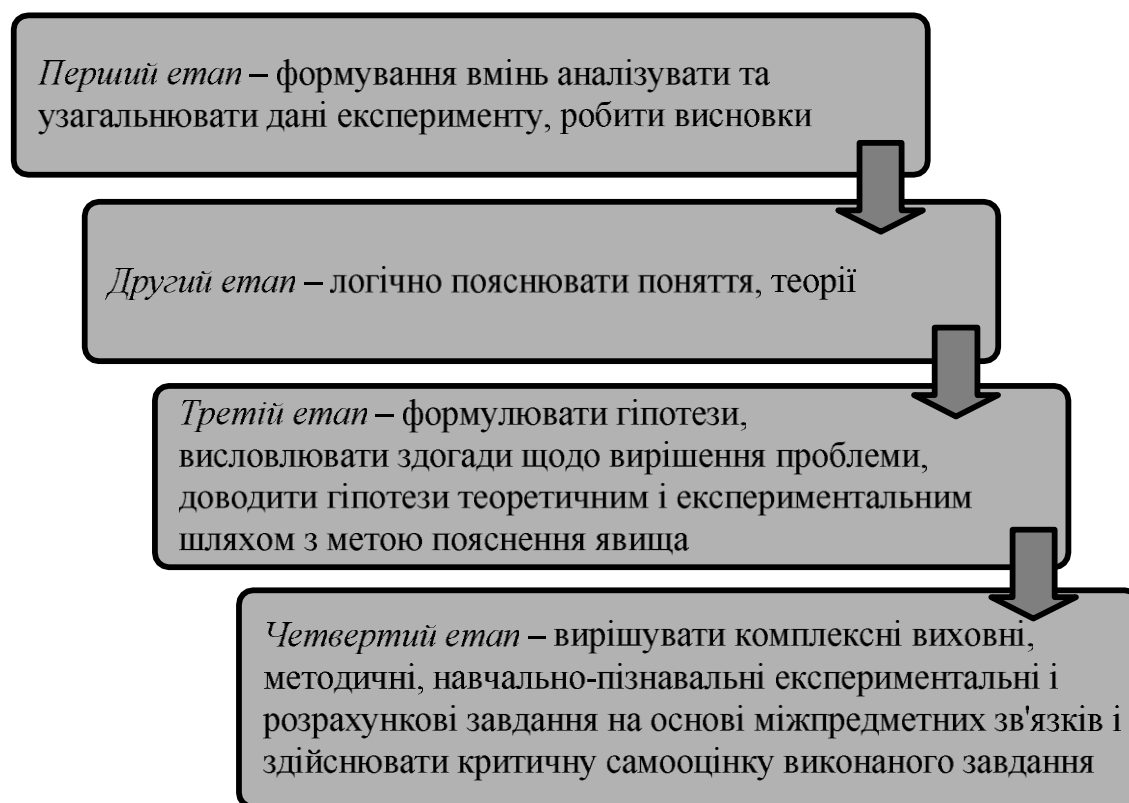 Перший етап – формування вмінь аналізувати та
узагальнювати дані експерименту, робити висновки
Другий етап – логічно пояснювати поняття, теорії
Третій етап – формулювати гіпотези,
висловлювати здогади щодо вирішення проблеми,
доводити гіпотези теоретичним і експериментальним
шляхом з метою пояснення явища
Четвертий етап – вирішувати комплексні виховні,
методичні, навчально-пізнавальні експериментальні і
розрахункові завдання на основі міжпредметних зв'язків і
здійснювати критичну самооцінку виконаного завдання